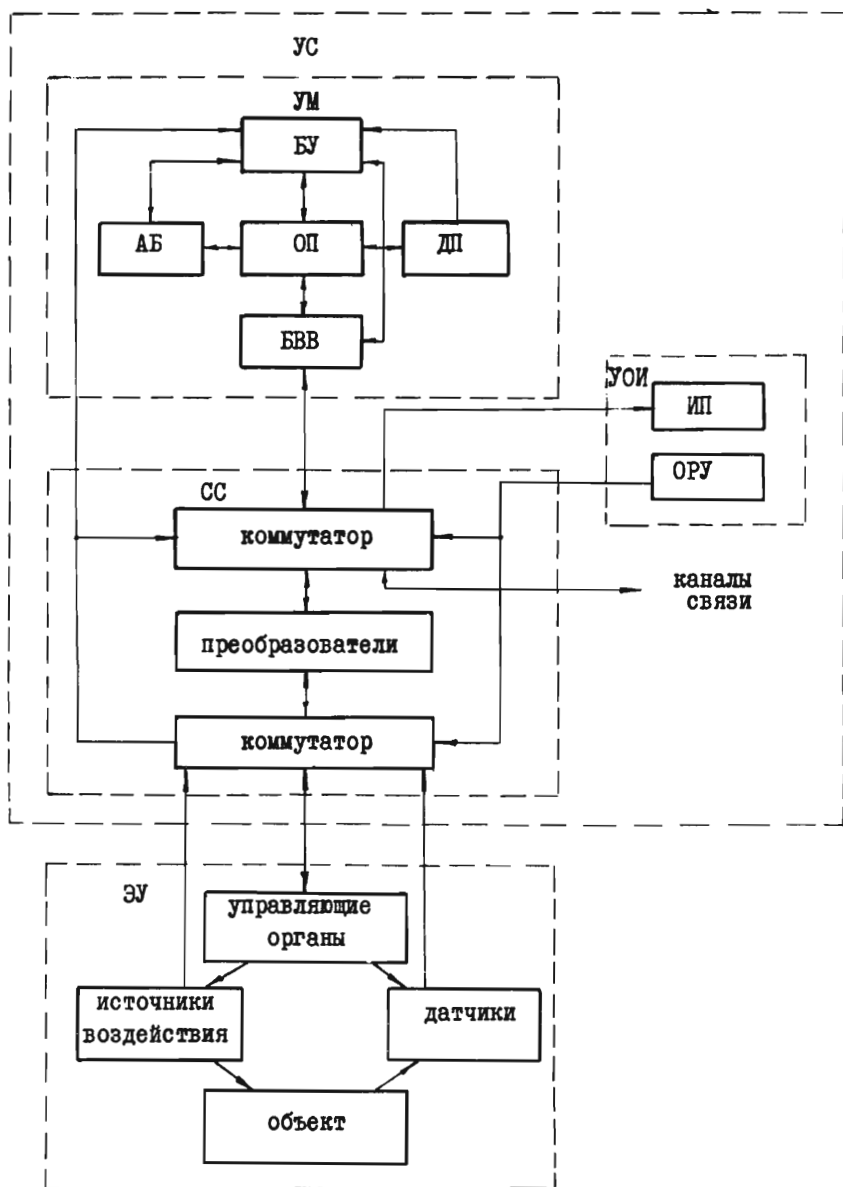 УС
УМ
БУ
АБ
ОП
ДП
БВВ
УОИ
ИП
ОРУ
СС
коммутатор
каналы
связи
преобразователи
коммутатор
ЭУ
управляющие
органы
источники
воздействия
датчики
объект